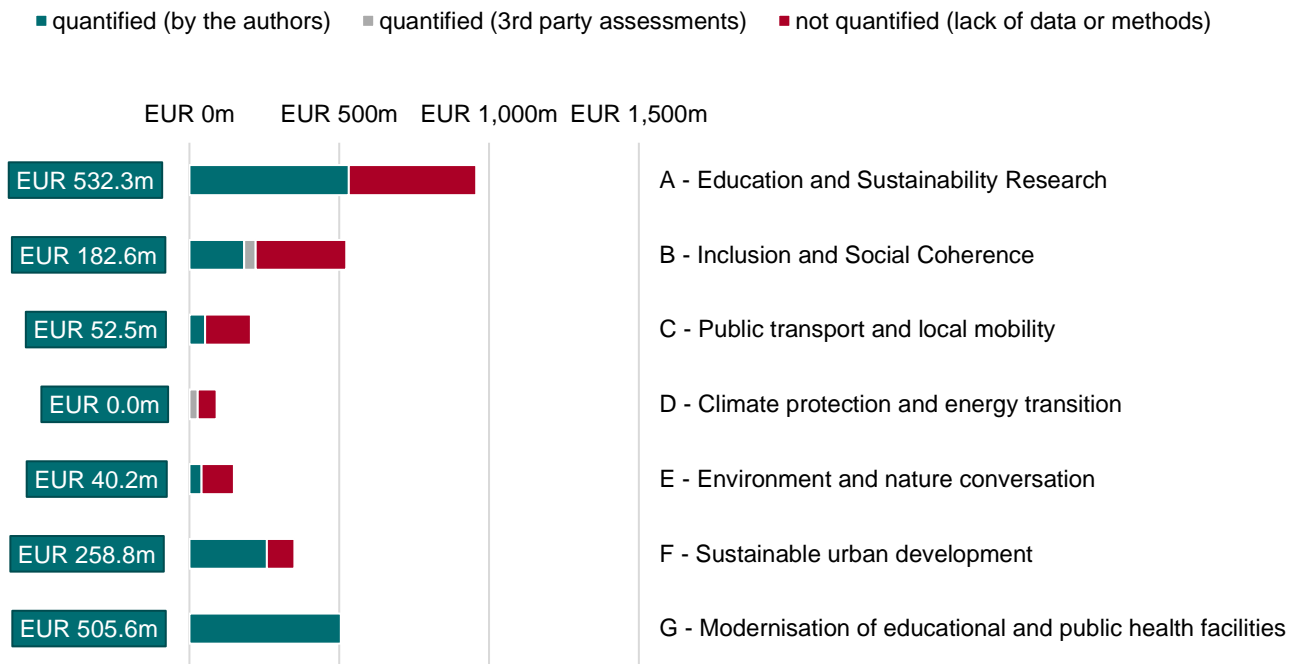 quantified (by the authors) quantified (3rd party assessments) not quantified (lack of data or methods)
EUR 0m EUR 500m EUR 1,000m EUR 1,500m
EUR 532.3m A - Education and Sustainability Research
EUR 182.6m B - Inclusion and Social Coherence
EUR 52.5m C - Public transport and local mobility
EUR 0.0m D - Climate protection and energy transition
EUR 40.2m E - Environment and nature conversation
EUR 258.8m F - Sustainable urban development
EUR 505.6m G - Modernisation of educational and public health facilities